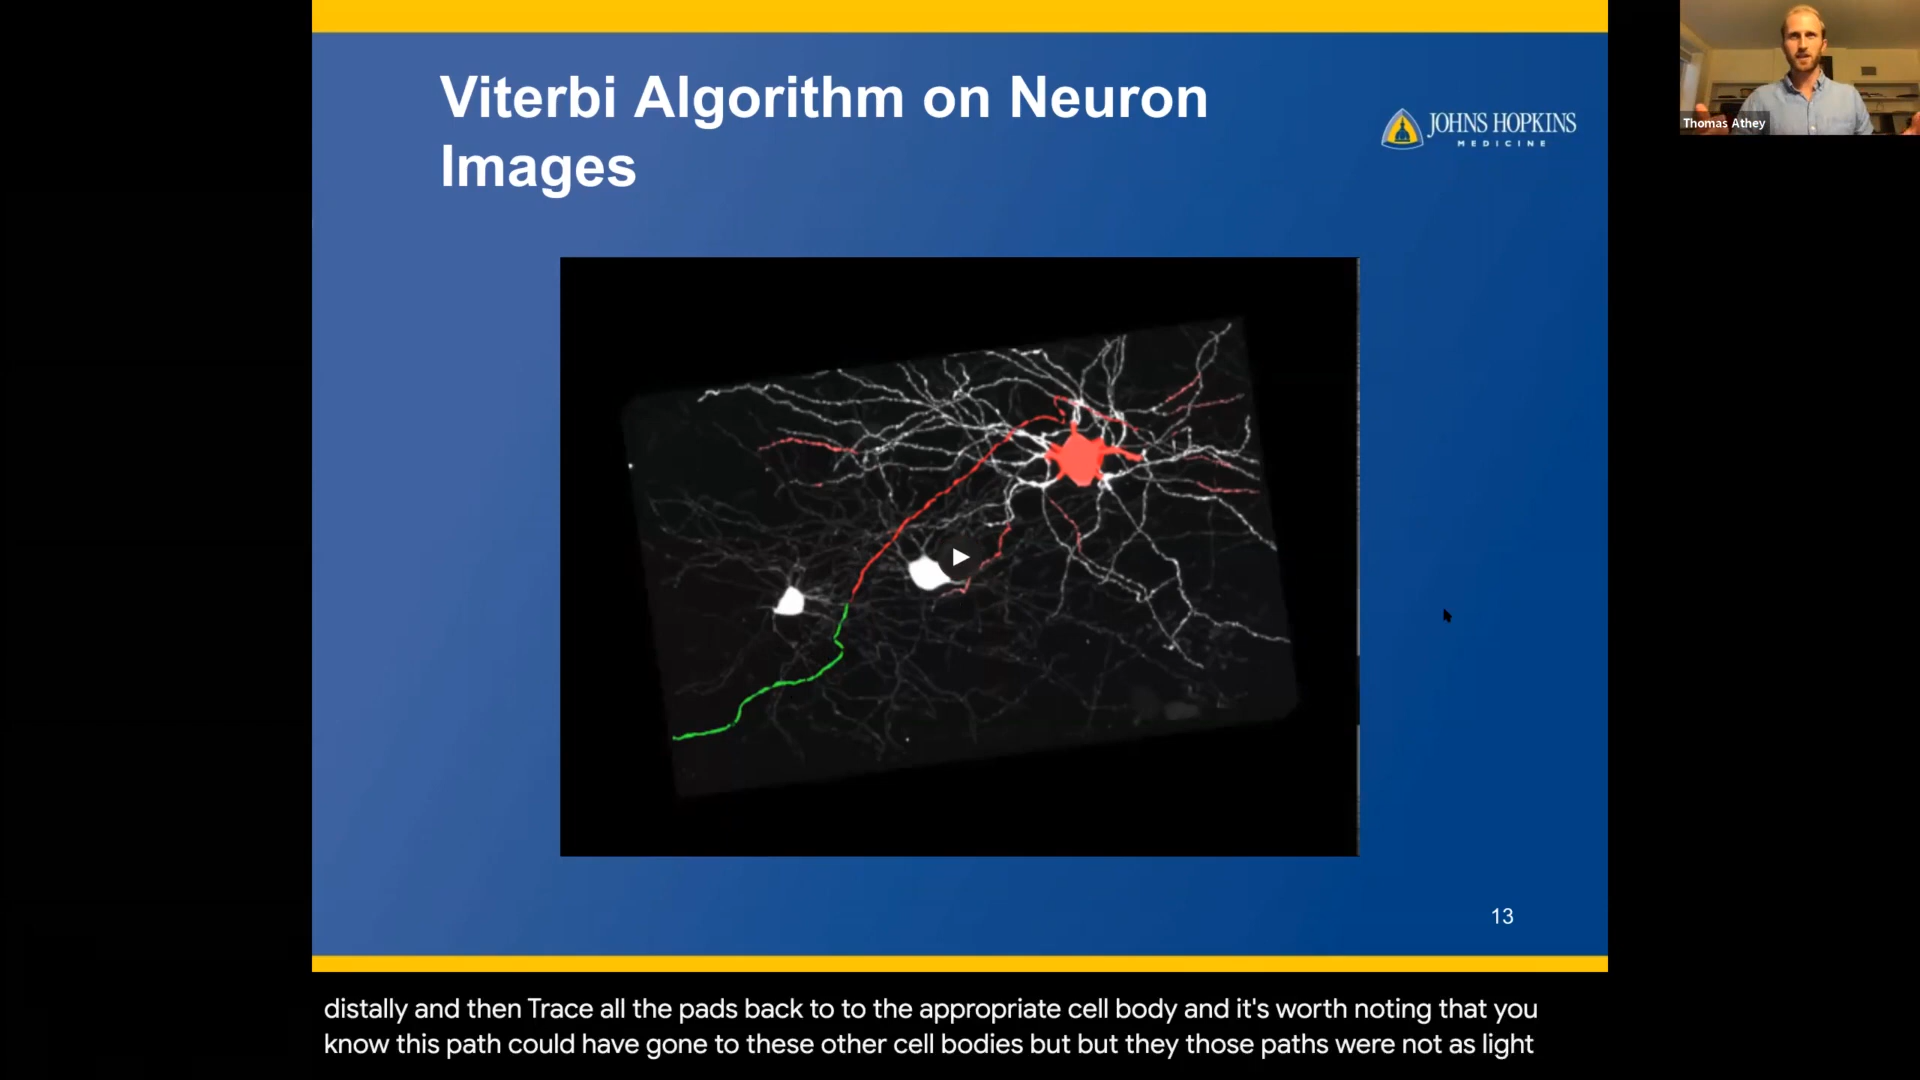 Viterbi Algorithm on Neuron
Images
JOHNS HOPKINS
MEDICINE
Thomas Athey
13
distally and then Trace all the pads back to to the appropriate cell body and it's worth noting that you
know this path could have gone to these other cell bodies but but they those paths were not as light